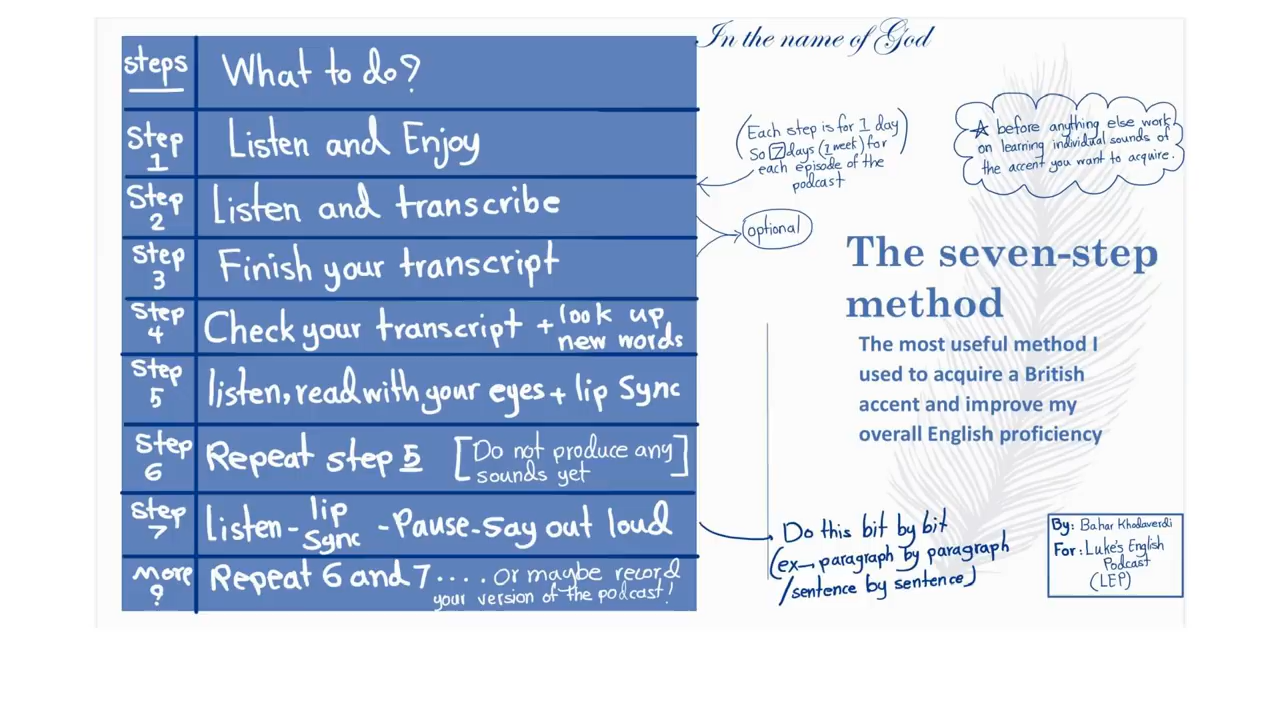 In the name of God
steps What to do?
Step 1 Listen and Enjoy
Step 2 Listen and transcribe
Step 3 Finish your transcript
Step 4 Check your transcript + look up new words
Step 5 listen, read with your eyes + lip Sync
Step 6 Repeat step 5 [Do not produce any sounds yet]
Step 7 Listen - lip Sync - Pause - Say out loud
More? Repeat 6 and 7 .... or maybe record your version of the podcast!
(Each step is for 1 day
So 7 days (1 week) for
each episode of the
podcast)
optional
☆ before anything else work
on learning individual sounds of
the accent you want to acquire.
The seven-step
method
The most useful method I
used to acquire a British
accent and improve my
overall English proficiency
Do this bit by bit
(ex→ paragraph by paragraph
/sentence by sentence)
By: Bahar Khodaverdi
For: Luke's English
Podcast
(LEP)